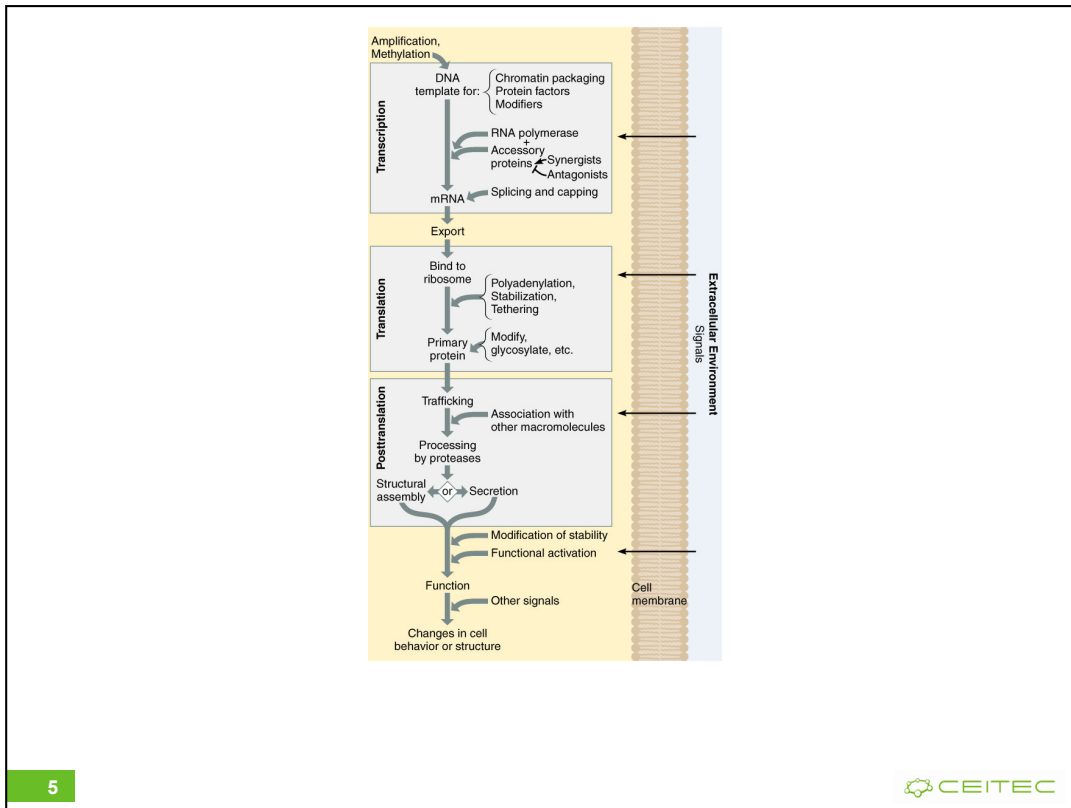 Amplification,
Methylation
DNA
template for:
Chromatin packaging
Protein factors
Modifiers
Transcription
RNA polymerase
+
Accessory
proteins
Synergists
Antagonists
mRNA
Splicing and capping
Export
Bind to
ribosome
Polyadenylation,
Stabilization,
Tethering
Translation
Primary
protein
Modify,
glycosylate, etc.
Trafficking
Association with
other macromolecules
Posttranslation
Processing
by proteases
Structural
assembly
or
Secretion
Modification of stability
Functional activation
Function
Other signals
Changes in cell
behavior or structure
Cell
membrane
Extracellular Environment
Signals
5
CEITEC